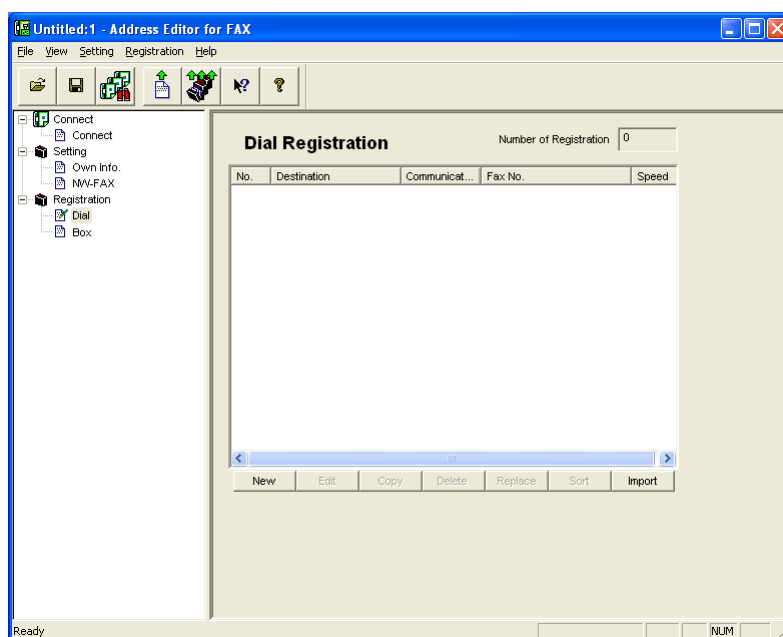 Untitled:1 - Address Editor for FAX
File View Setting Registration Help
Connect
Connect
Setting
Own Info.
NW-FAX
Registration
Dial
Box
Dial Registration
Number of Registration 0
No. Destination Communicat... Fax No. Speed
New Edit Copy Delete Replace Sort Import
Ready NUM